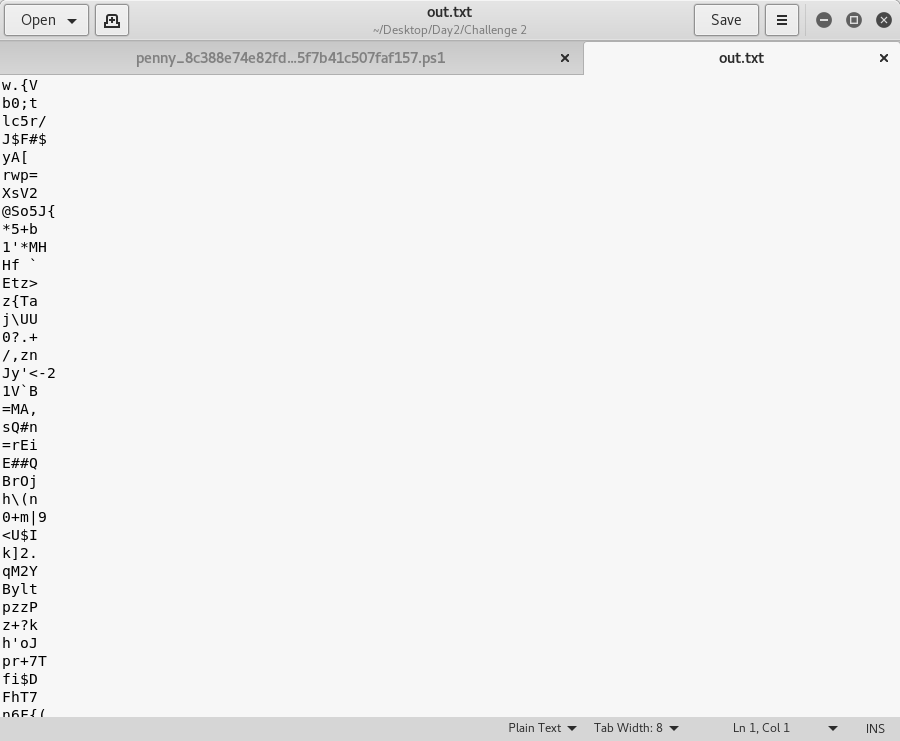 Open
out.txt
~/Desktop/Day2/Challenge 2
Save
penny_8c388e74e82fd...5f7b41c507faf157.ps1
out.txt
w.{V
b0;t
lc5r/
J$F#$
yA[
rwp=
XsV2
@So5J{
*5+b
1'*MH
Hf `
Etz>
z{Ta
j\UU
0?.+
/,zn
Jy'<-2
1V`B
=MA,
sQ#n
=rEi
E##Q
BrOj
h\(n
0+m|9
<U$I
k]2.
qM2Y
Bylt
pzzP
z+?k
h'oJ
pr+7T
fi$D
FhT7
n6F{(
Plain Text
Tab Width: 8
Ln 1, Col 1
INS